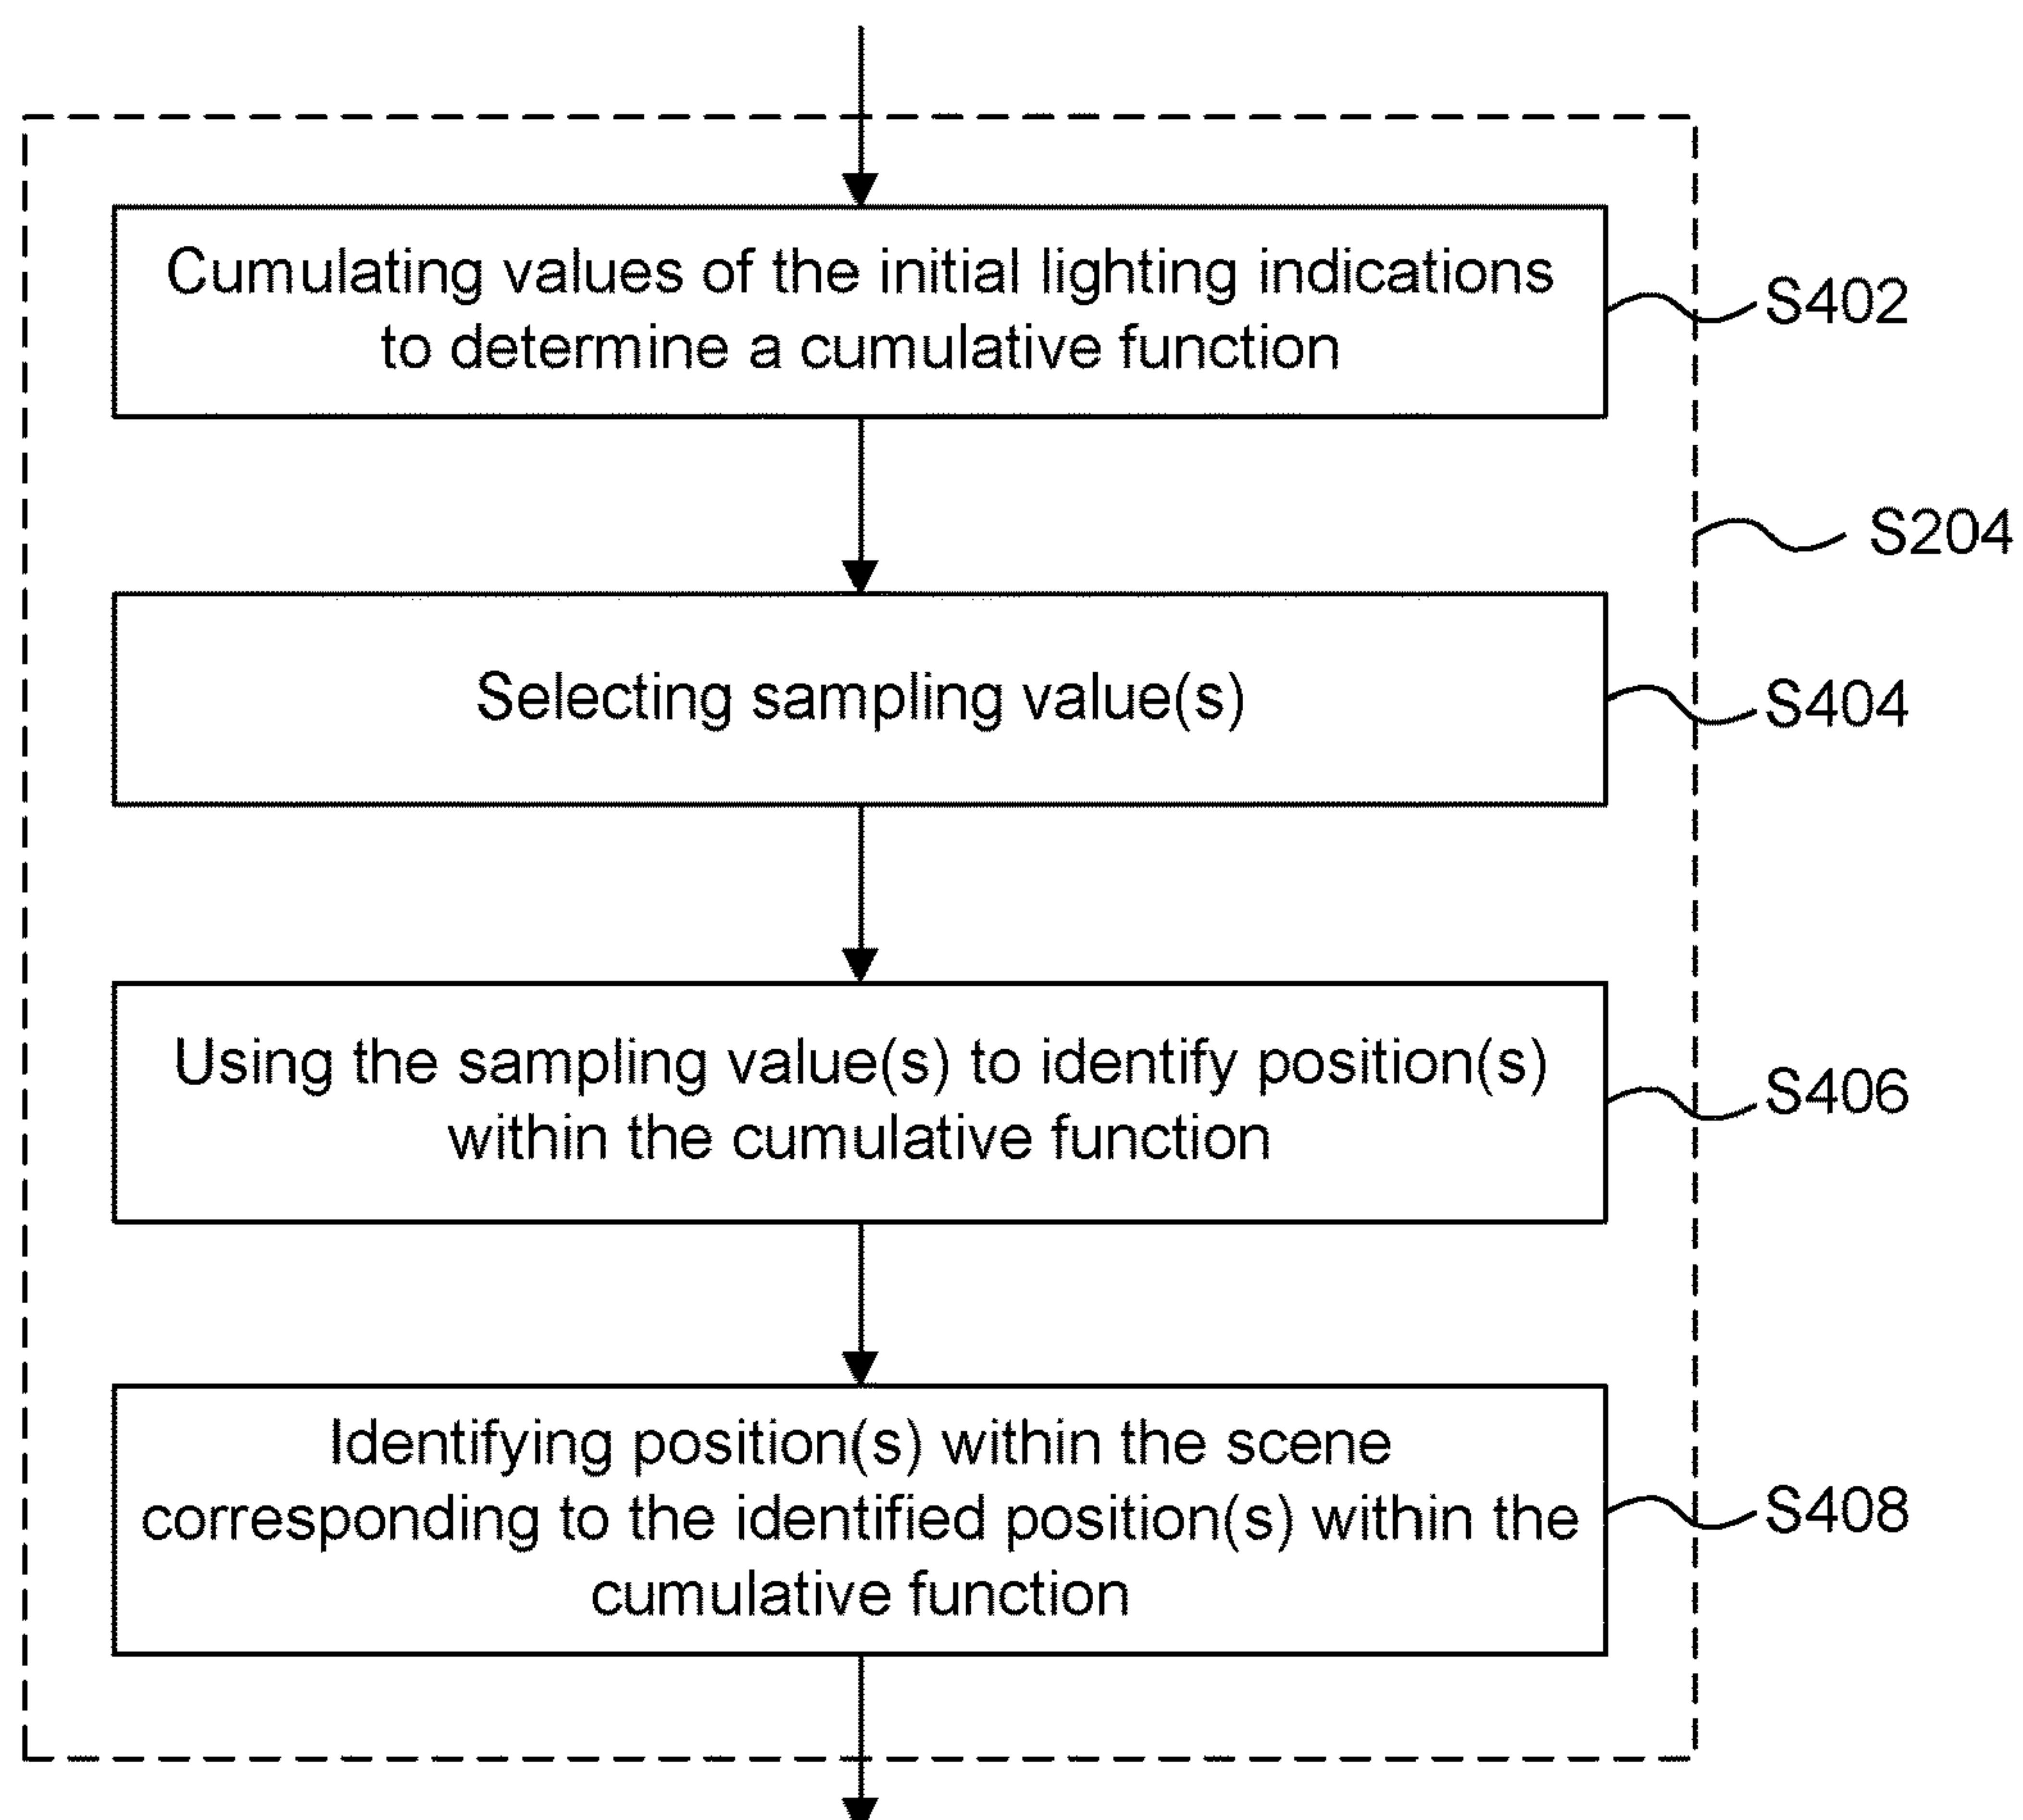 Cumulating values of the initial lighting indications
to determine a cumulative function
S402
S204
Selecting sampling value(s)
S404
Using the sampling value(s) to identify position(s)
within the cumulative function
S406
Identifying position(s) within the scene
corresponding to the identified position(s) within the
cumulative function
S408